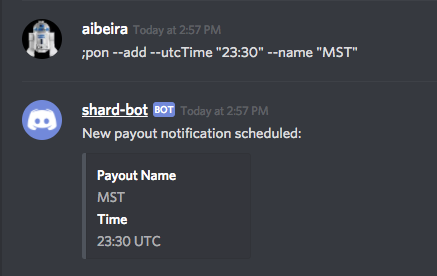 aibeira Today at 2:57 PM
;pon --add --utcTime "23:30" --name "MST"
shard-bot BOT Today at 2:57 PM
New payout notification scheduled:
Payout Name
MST
Time
23:30 UTC